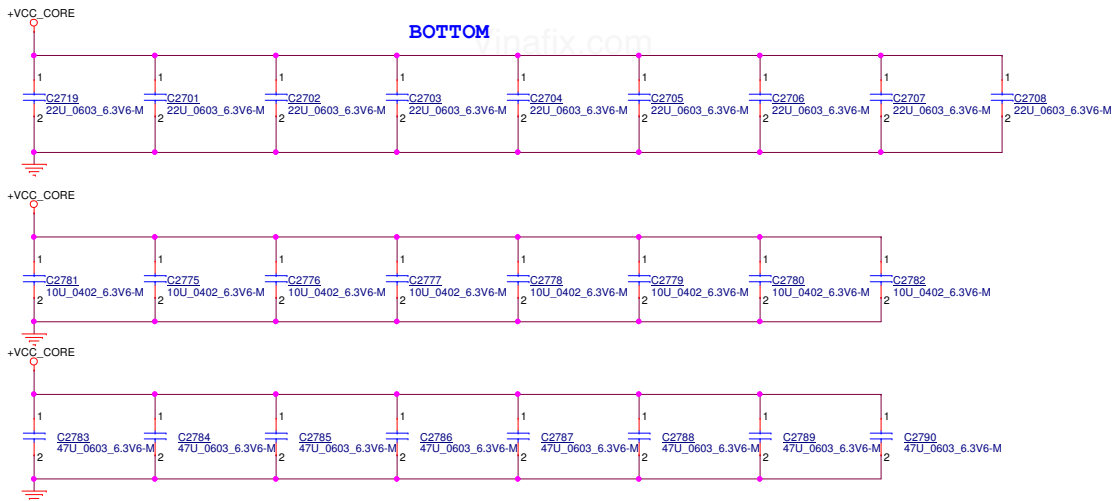 +VCC_CORE
BOTTOM
Vinafix.com
1 1 1 1 1 1 1 1 1
C2719 C2701 C2702 C2703 C2704 C2705 C2706 C2707 C2708
22U_0603_6.3V6-M 22U_0603_6.3V6-M 22U_0603_6.3V6-M 22U_0603_6.3V6-M 22U_0603_6.3V6-M 22U_0603_6.3V6-M 22U_0603_6.3V6-M 22U_0603_6.3V6-M 22U_0603_6.3V6-M
2 2 2 2 2 2 2 2 2
+VCC_CORE
1 1 1 1 1 1 1 1
C2781 C2775 C2776 C2777 C2778 C2779 C2780 C2782
10U_0402_6.3V6-M 10U_0402_6.3V6-M 10U_0402_6.3V6-M 10U_0402_6.3V6-M 10U_0402_6.3V6-M 10U_0402_6.3V6-M 10U_0402_6.3V6-M 10U_0402_6.3V6-M
2 2 2 2 2 2 2 2
+VCC_CORE
1 1 1 1 1 1 1 1
C2783 C2784 C2785 C2786 C2787 C2788 C2789 C2790
47U_0603_6.3V6-M 47U_0603_6.3V6-M 47U_0603_6.3V6-M 47U_0603_6.3V6-M 47U_0603_6.3V6-M 47U_0603_6.3V6-M 47U_0603_6.3V6-M 47U_0603_6.3V6-M
2 2 2 2 2 2 2 2